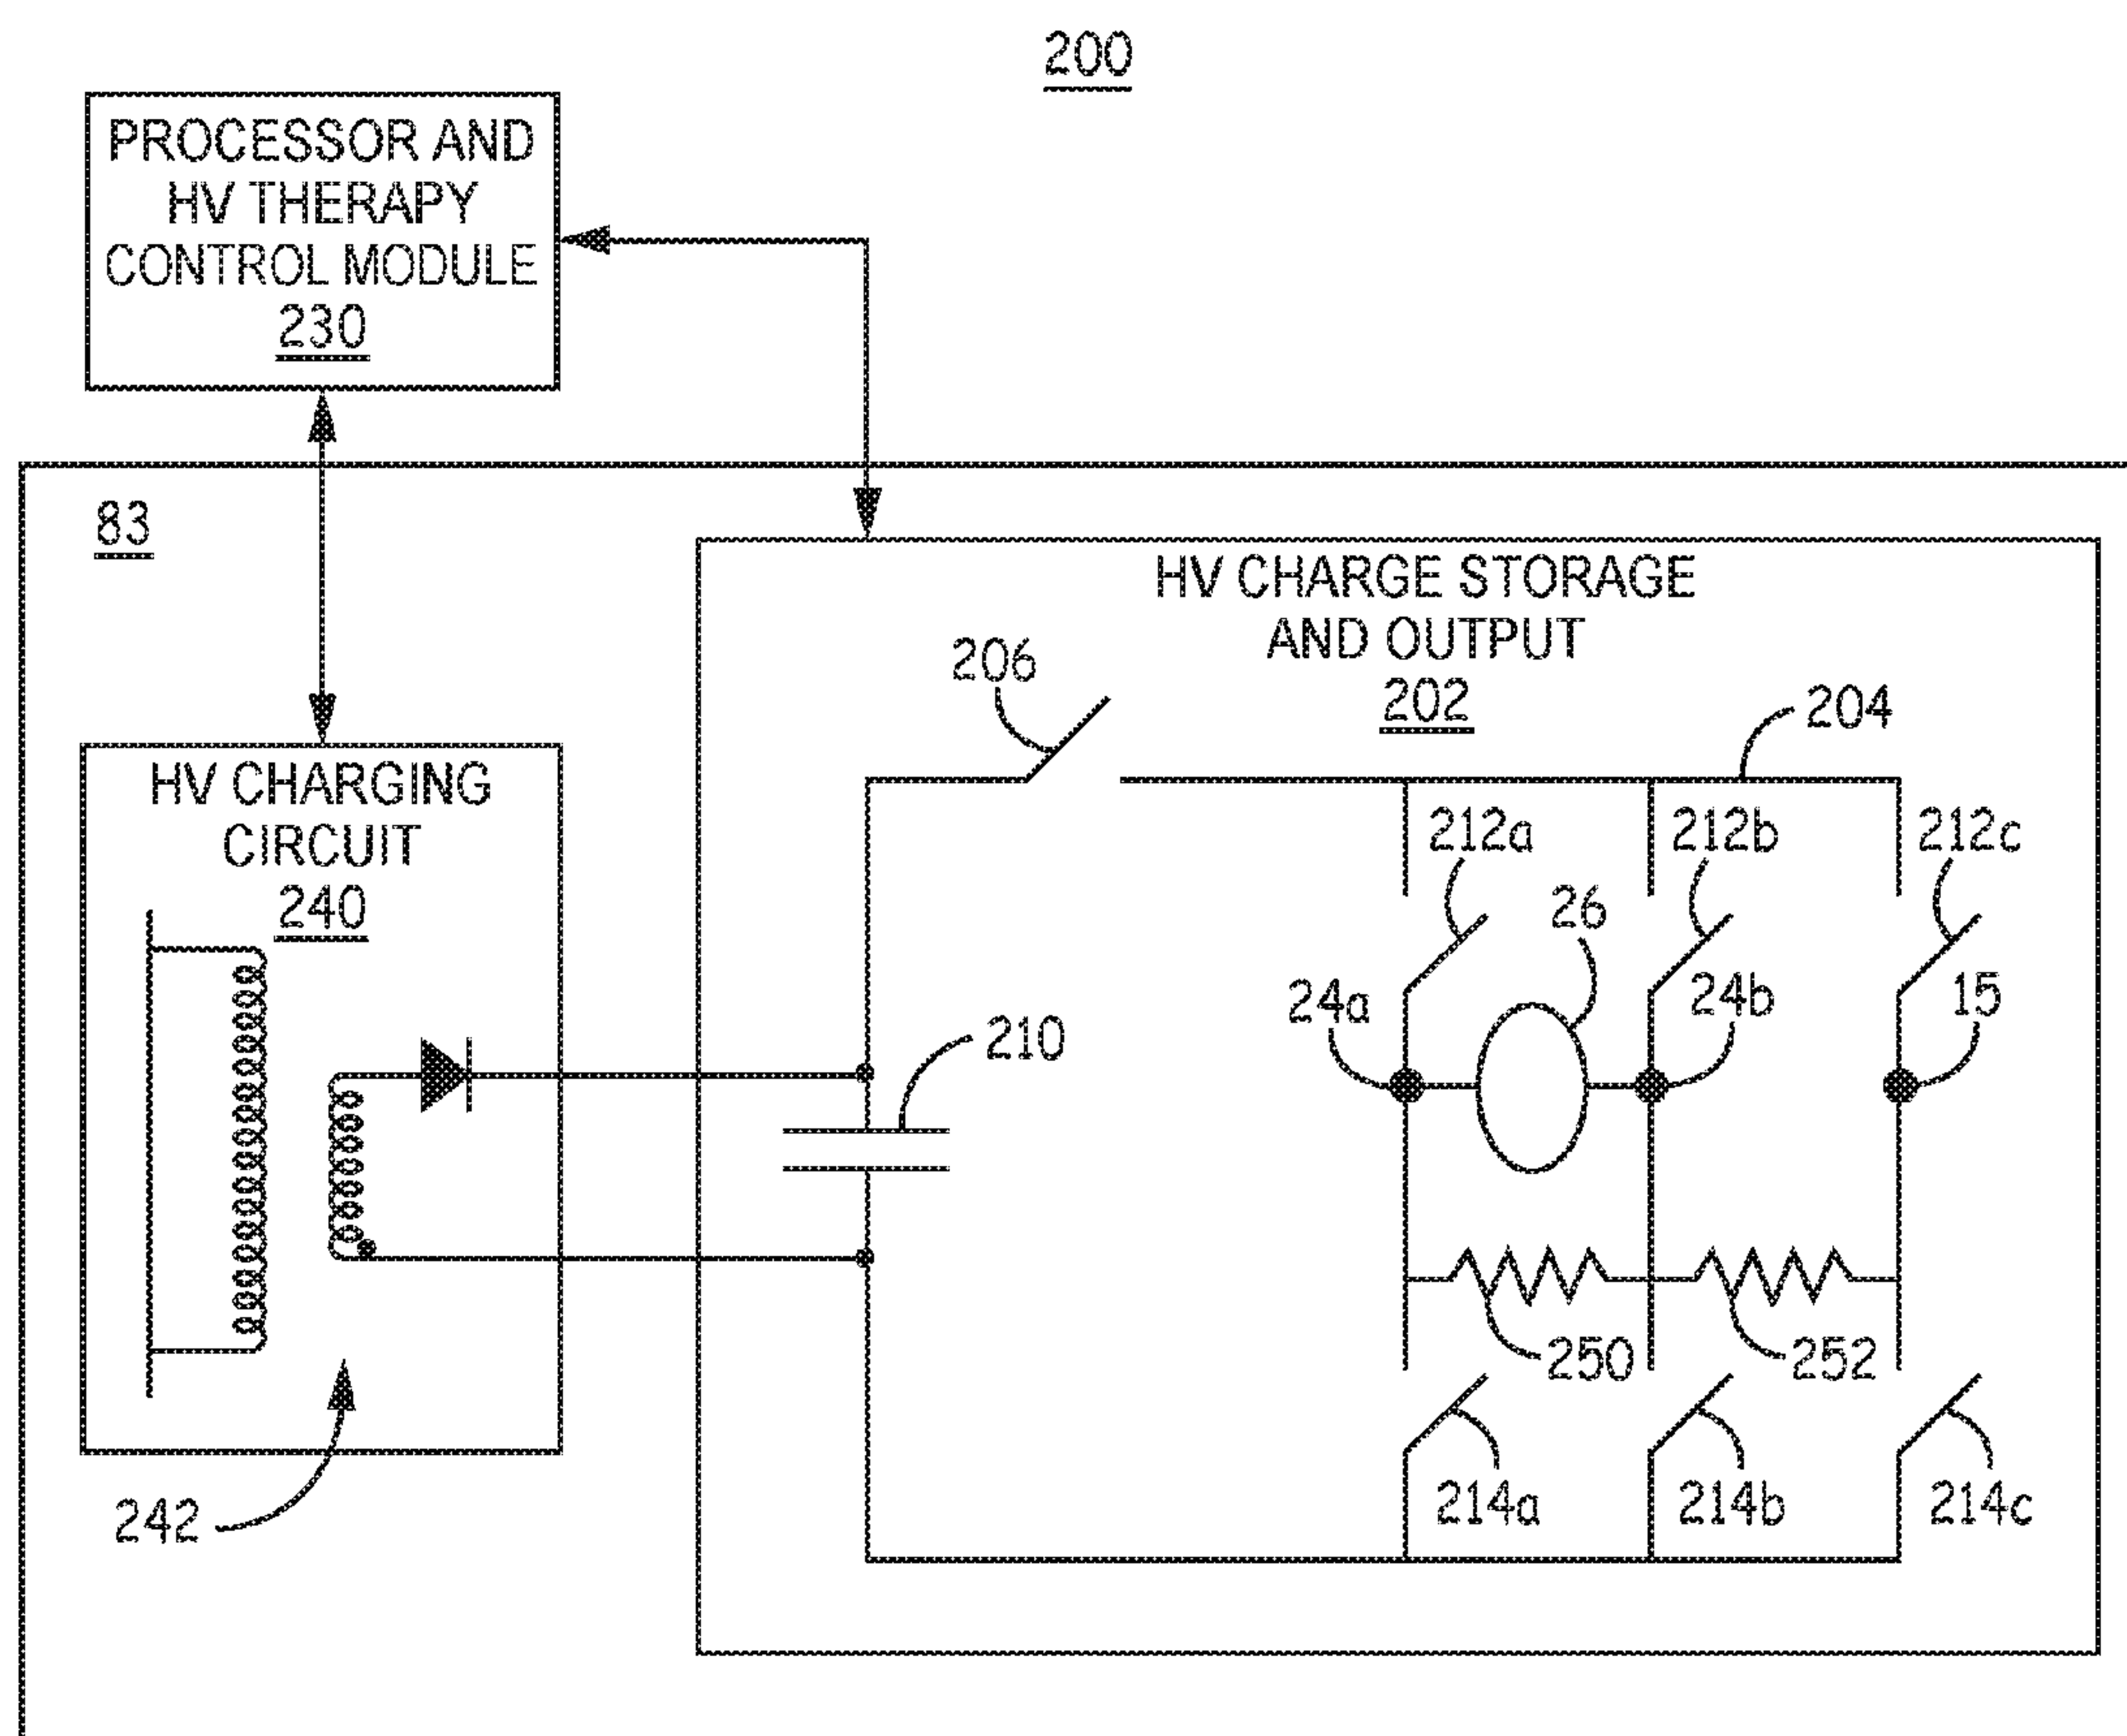 200
PROCESSOR AND
HV THERAPY
CONTROL MODULE
230
83
HV CHARGE STORAGE
AND OUTPUT
202
206
204
HV CHARGING
CIRCUIT
240
212a
212b
212c
26
24a
24b
15
210
250
252
214a
214b
214c
242